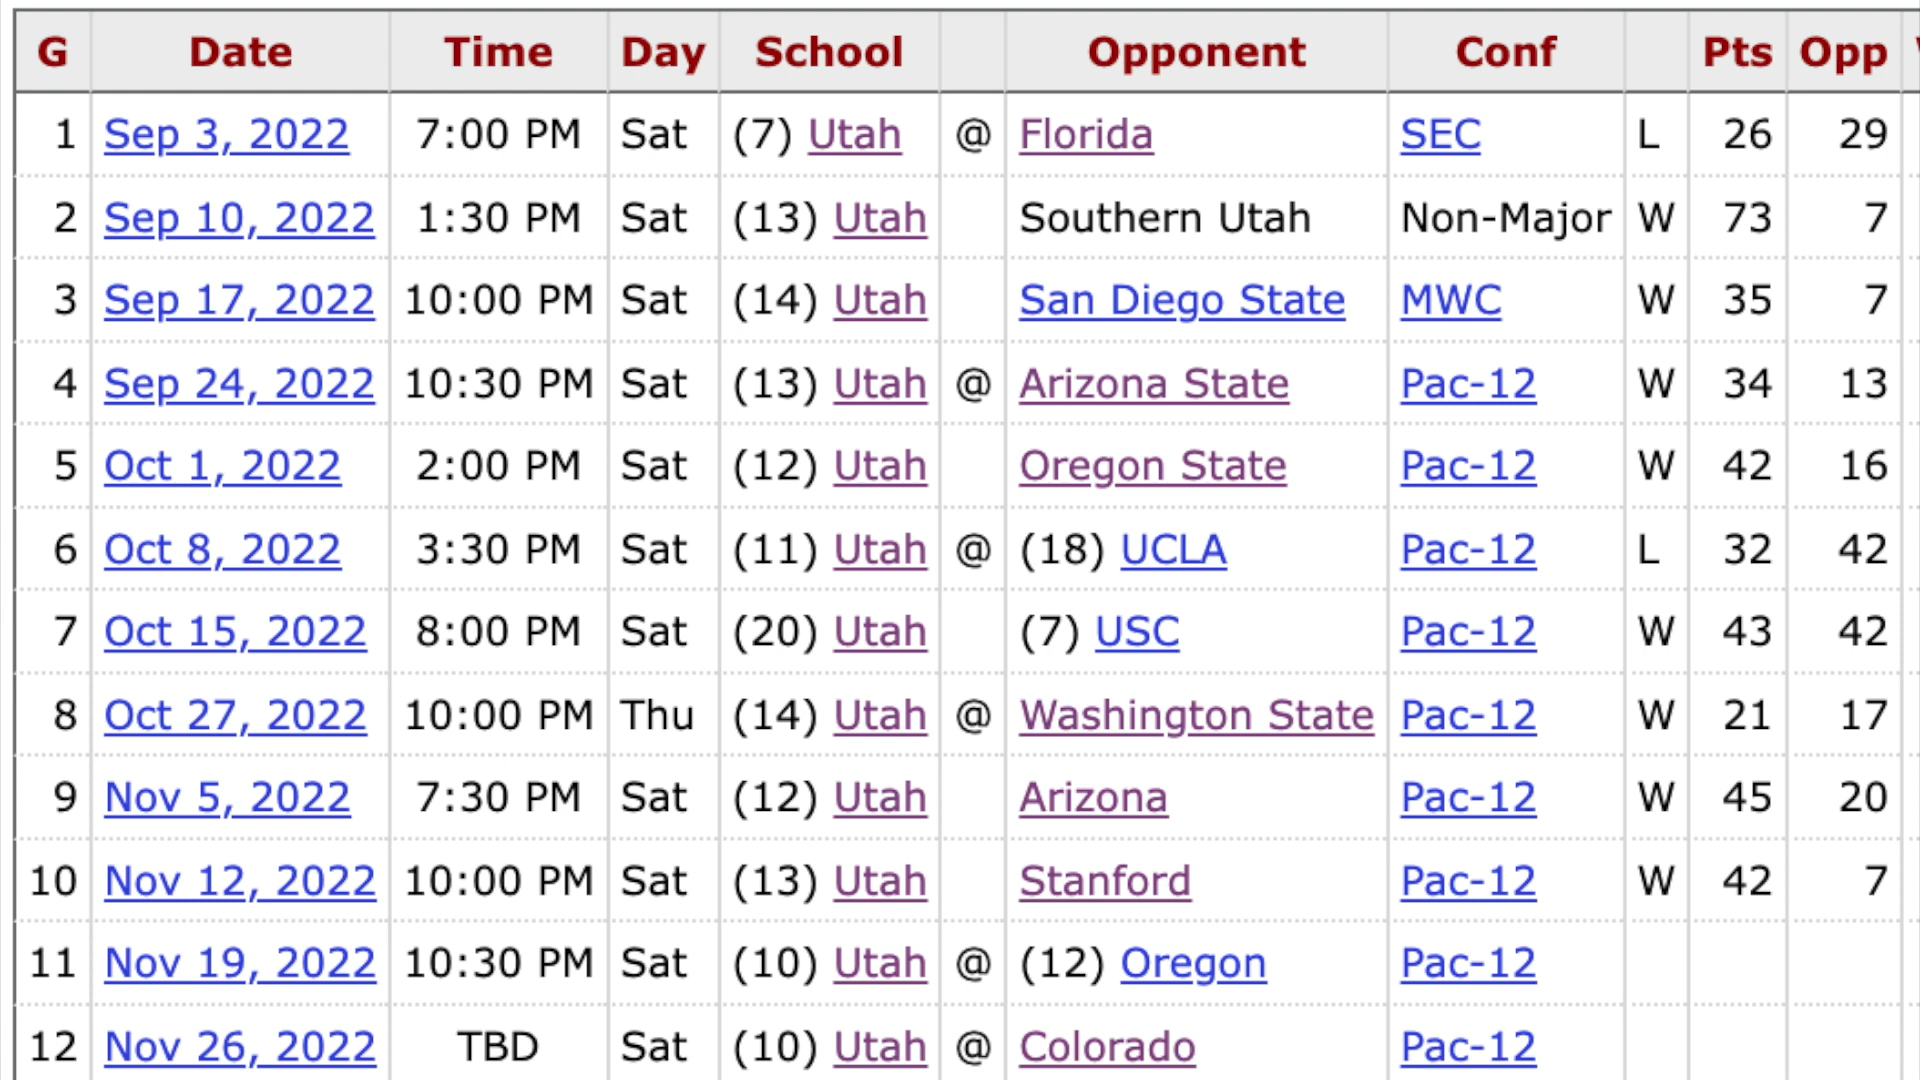 G Date Time Day School Opponent Conf Pts Opp
1 Sep 3, 2022 7:00 PM Sat (7) Utah @ Florida SEC L 26 29
2 Sep 10, 2022 1:30 PM Sat (13) Utah Southern Utah Non-Major W 73 7
3 Sep 17, 2022 10:00 PM Sat (14) Utah San Diego State MWC W 35 7
4 Sep 24, 2022 10:30 PM Sat (13) Utah @ Arizona State Pac-12 W 34 13
5 Oct 1, 2022 2:00 PM Sat (12) Utah Oregon State Pac-12 W 42 16
6 Oct 8, 2022 3:30 PM Sat (11) Utah @ (18) UCLA Pac-12 L 32 42
7 Oct 15, 2022 8:00 PM Sat (20) Utah (7) USC Pac-12 W 43 42
8 Oct 27, 2022 10:00 PM Thu (14) Utah @ Washington State Pac-12 W 21 17
9 Nov 5, 2022 7:30 PM Sat (12) Utah Arizona Pac-12 W 45 20
10 Nov 12, 2022 10:00 PM Sat (13) Utah Stanford Pac-12 W 42 7
11 Nov 19, 2022 10:30 PM Sat (10) Utah @ (12) Oregon Pac-12
12 Nov 26, 2022 TBD Sat (10) Utah @ Colorado Pac-12